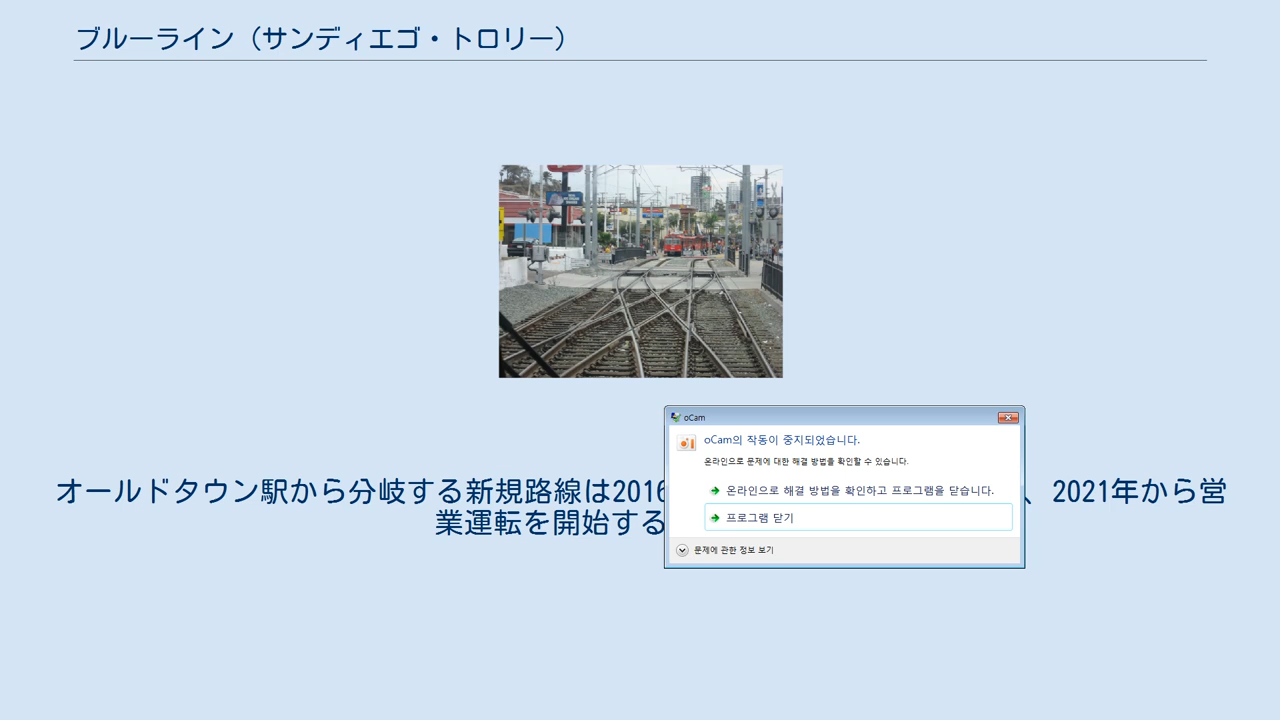 ブルーライン（サンディエゴ・トロリー）
oCam
oCam의 작동이 중지되었습니다.
온라인으로 문제에 대한 해결 방법을 확인할 수 있습니다.
온라인으로 해결 방법을 확인하고 프로그램을 닫습니다.
프로그램 닫기
문제에 관한 정보 보기
オールドタウン駅から分岐する新規路線は2016 、2021年から営
業運転を開始する